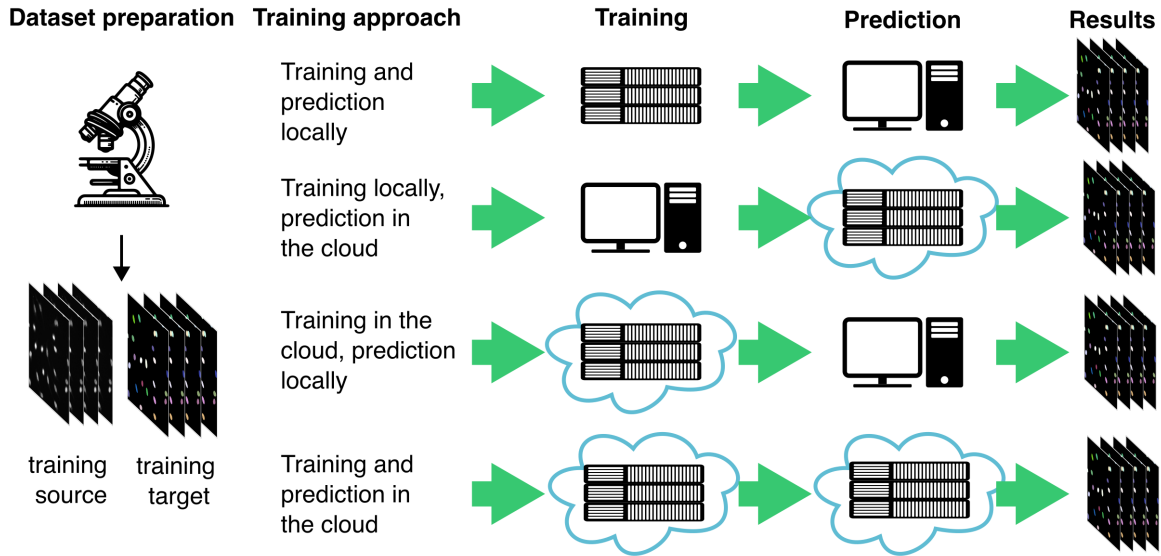 Dataset preparation
Training approach
Training
Prediction
Results
Training and
prediction
locally
Training locally,
prediction in
the cloud
Training in the
cloud, prediction
locally
Training and
prediction in
the cloud
training
source
training
target